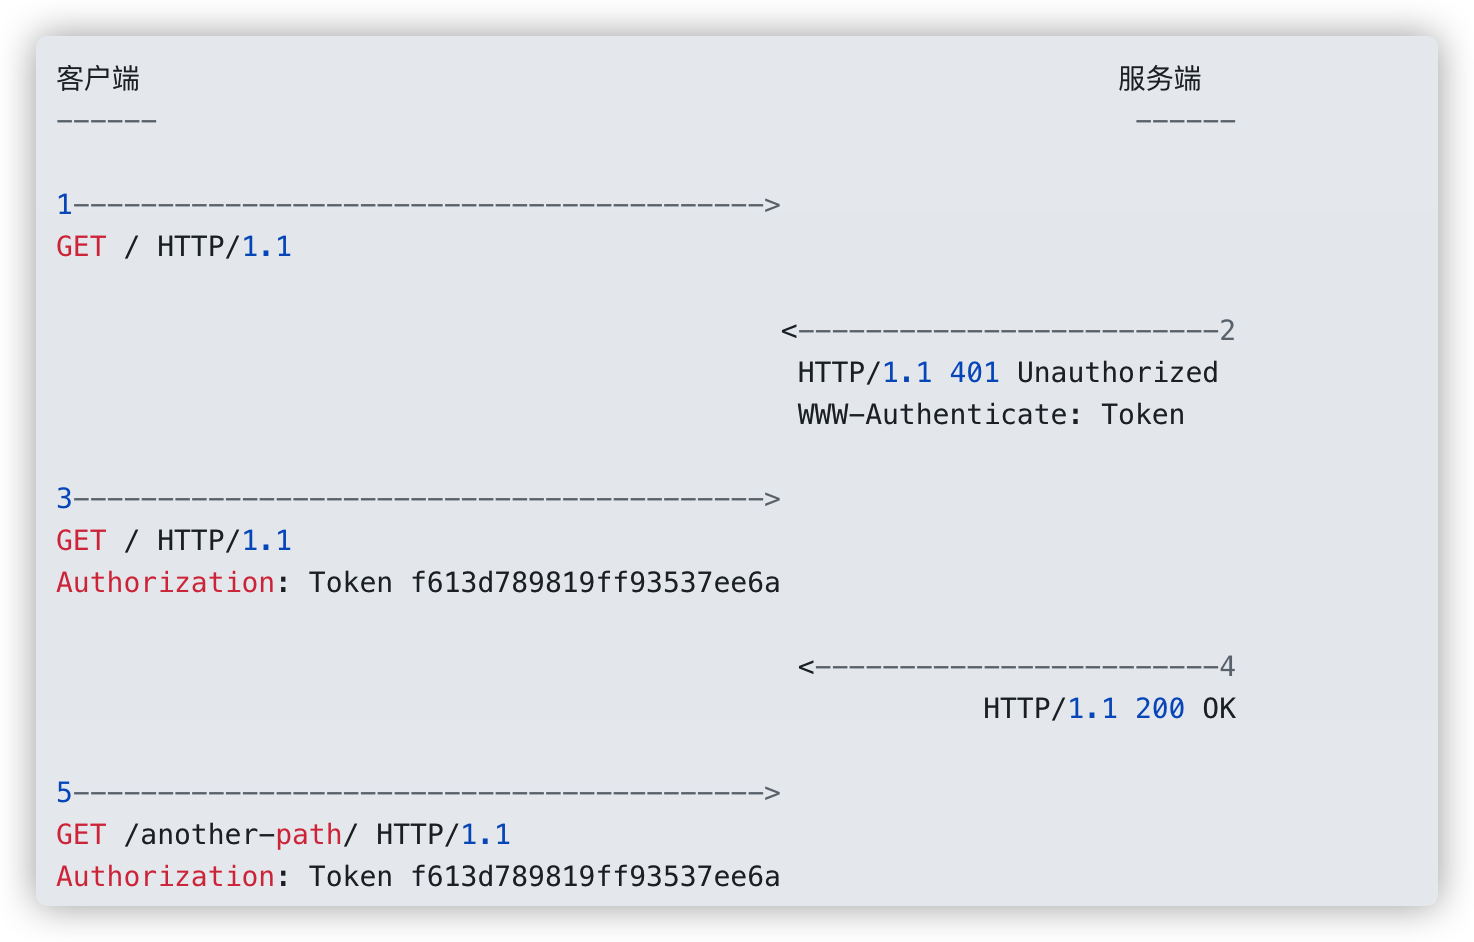 客户端 服务端
------ ------
1----------------------------------------->
GET / HTTP/1.1
<-------------------------2
HTTP/1.1 401 Unauthorized
WWW-Authenticate: Token
3----------------------------------------->
GET / HTTP/1.1
Authorization: Token f613d789819ff93537ee6a
<------------------------4
HTTP/1.1 200 OK
5----------------------------------------->
GET /another-path/ HTTP/1.1
Authorization: Token f613d789819ff93537ee6a